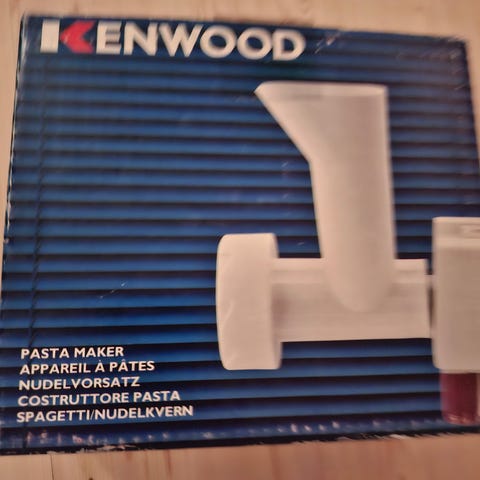 KENWOOD
PASTA MAKER
APPAREIL À PÂTES
NUDELVORSATZ
COSTRUTTORE PASTA
SPAGETTI/NUDELKVERN